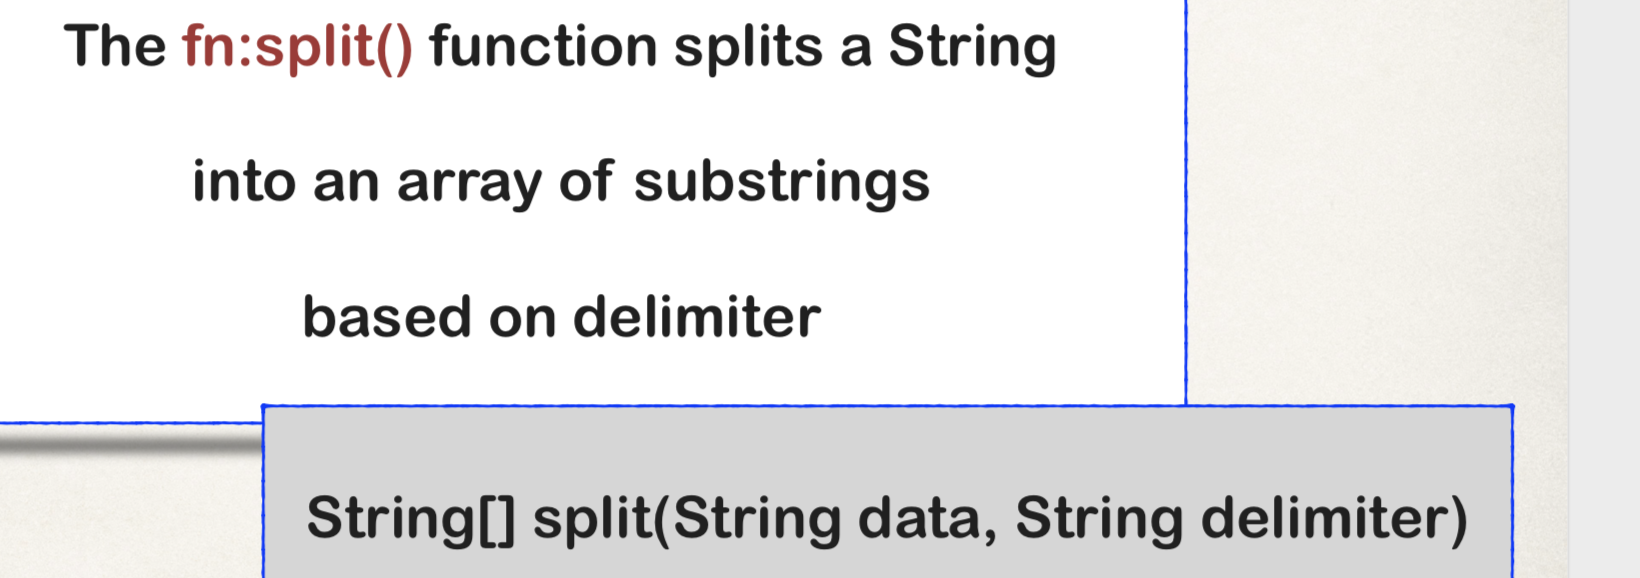 The fn:split() function splits a String
into an array of substrings
based on delimiter
String[] split(String data, String delimiter)